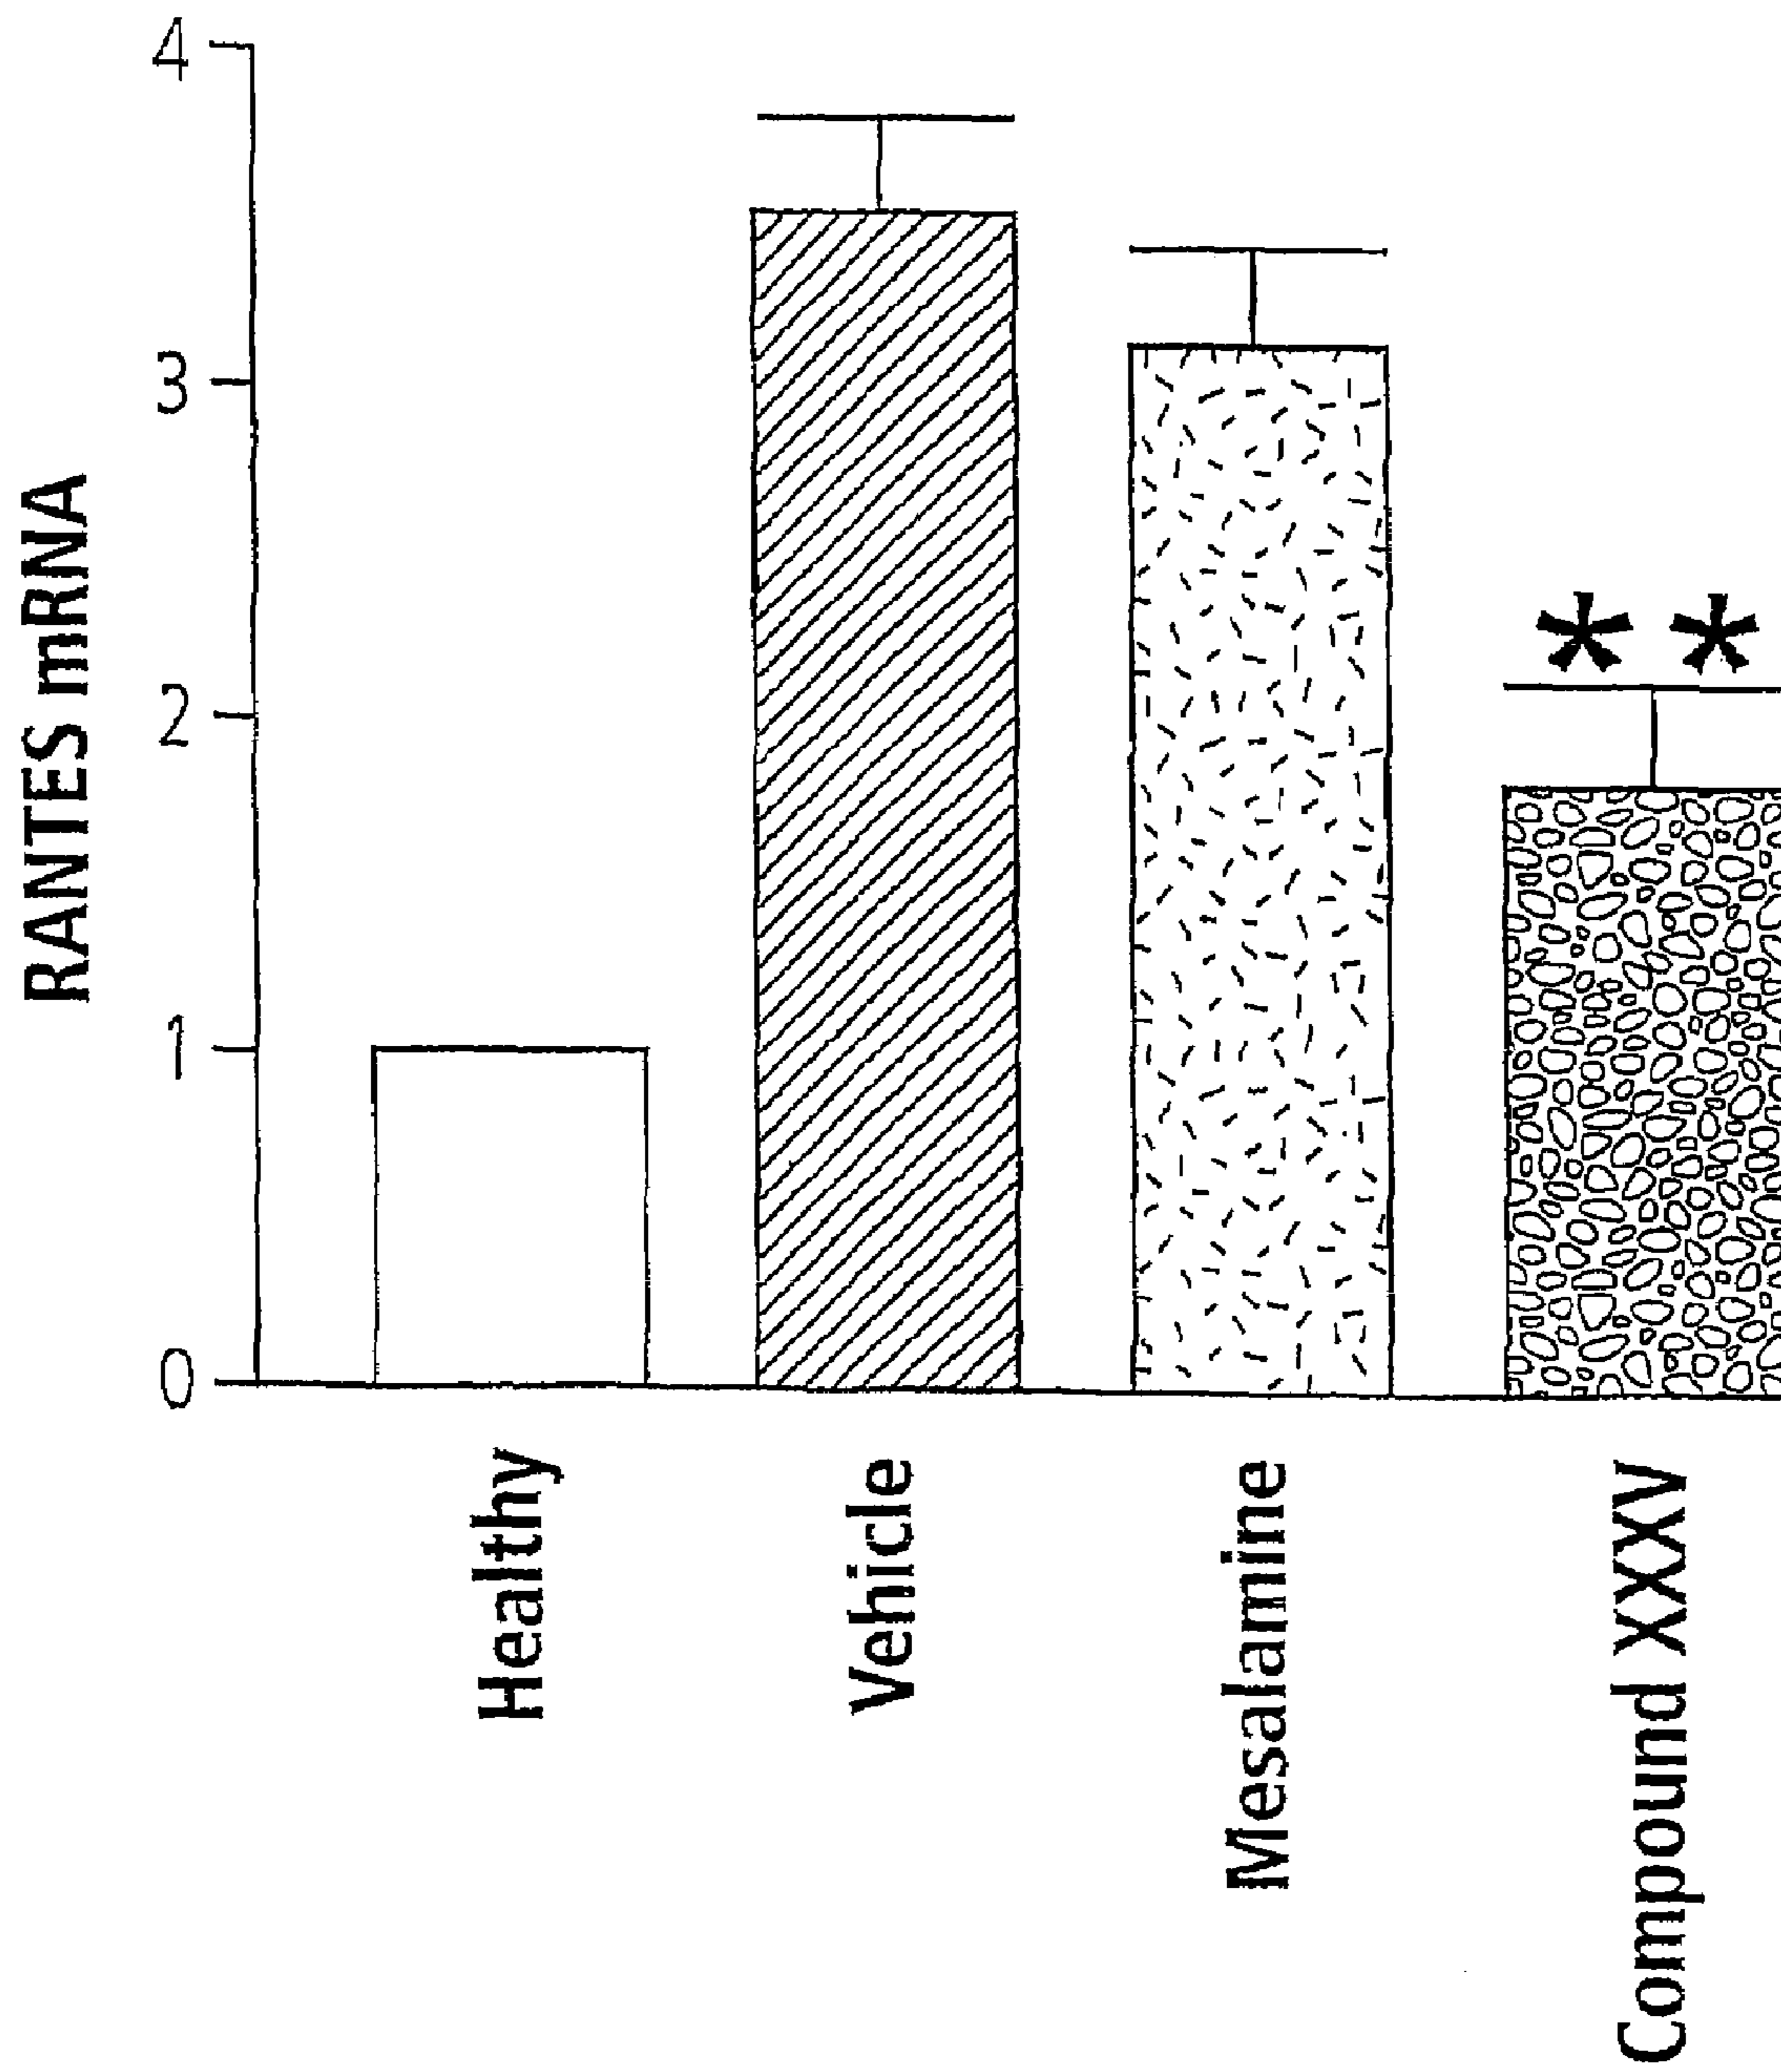 RANTES mRNA
4
3
2
1
0
**
Healthy
Vehicle
Mesalamine
Compound XXXV